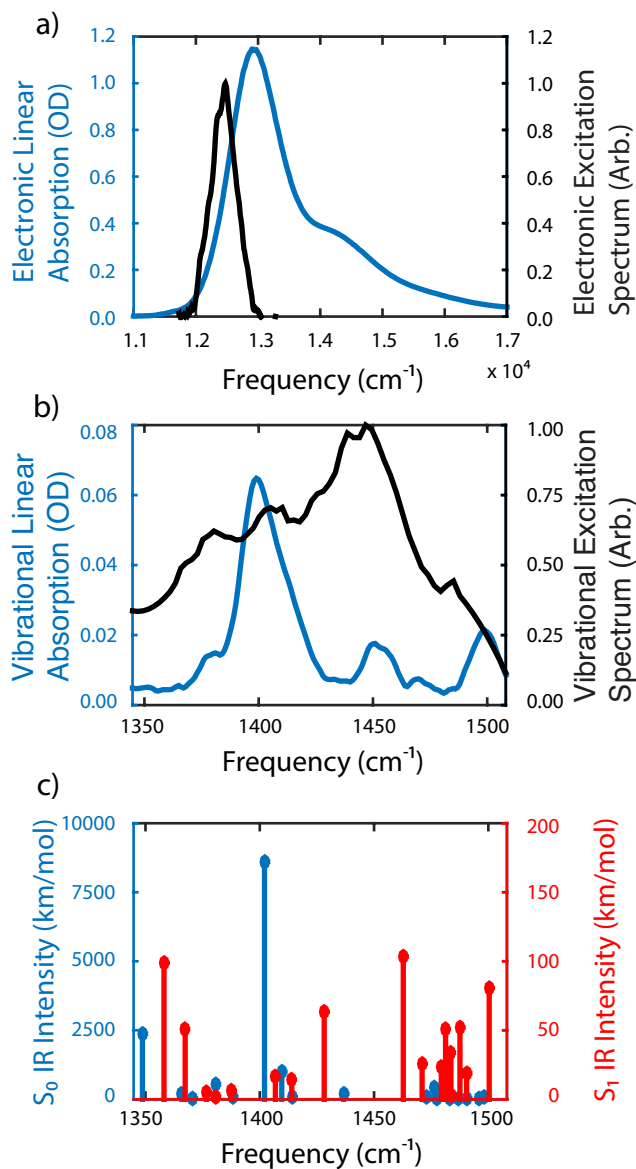 a)
Electronic Linear
Absorption (OD)
1.2
1.0
0.8
0.6
0.4
0.2
0.0
1.2
1.0
0.8
0.6
0.4
0.2
0.0
Electronic Excitation
Spectrum (Arb.)
1.1
1.2
1.3
1.4
1.5
1.6
1.7
x 10⁴
Frequency (cm⁻¹)
b)
Vibrational Linear
Absorption (OD)
0.08
0.06
0.04
0.02
0.00
1.00
0.75
0.50
0.25
0.00
Vibrational Excitation
Spectrum (Arb.)
1350
1400
1450
1500
Frequency (cm⁻¹)
c)
S₀ IR Intensity (km/mol)
10000
7500
5000
2500
0
200
150
100
50
0
S₁ IR Intensity (km/mol)
1350
1400
1450
1500
Frequency (cm⁻¹)